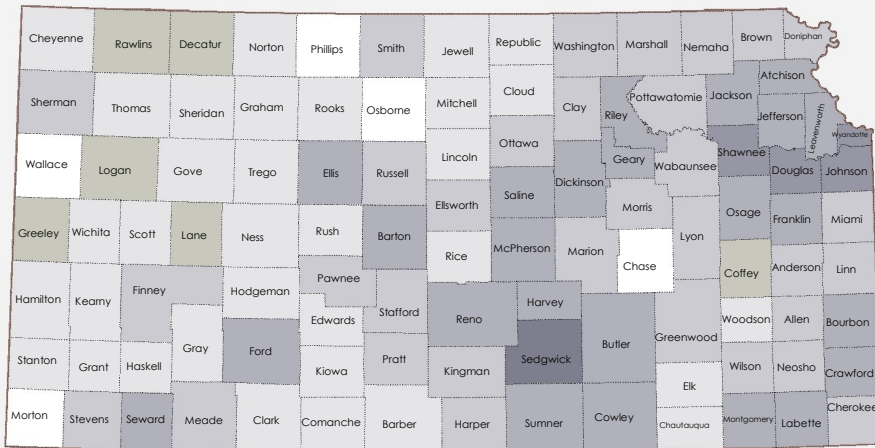 Cheyenne
Rawlins
Decatur
Norton
Phillips
Smith
Jewell
Republic
Washington
Marshall
Nemaha
Brown
Doniphan
Sherman
Thomas
Sheridan
Graham
Rooks
Osborne
Mitchell
Cloud
Clay
Riley
Pottawatomie
Jackson
Atchison
Jefferson
Leavenworth
Wyandotte
Wallace
Logan
Gove
Trego
Ellis
Russell
Lincoln
Ottawa
Saline
Dickinson
Geary
Wabaunsee
Shawnee
Douglas
Johnson
Greeley
Wichita
Scott
Lane
Ness
Rush
Barton
Ellsworth
Rice
McPherson
Marion
Morris
Chase
Lyon
Osage
Franklin
Miami
Coffey
Anderson
Linn
Hamilton
Kearny
Finney
Hodgeman
Pawnee
Edwards
Stafford
Reno
Harvey
Sedgwick
Butler
Greenwood
Woodson
Allen
Bourbon
Stanton
Grant
Haskell
Gray
Ford
Kiowa
Pratt
Kingman
Elk
Wilson
Neosho
Crawford
Morton
Stevens
Seward
Meade
Clark
Comanche
Barber
Harper
Sumner
Cowley
Chautauqua
Montgomery
Labette
Cherokee